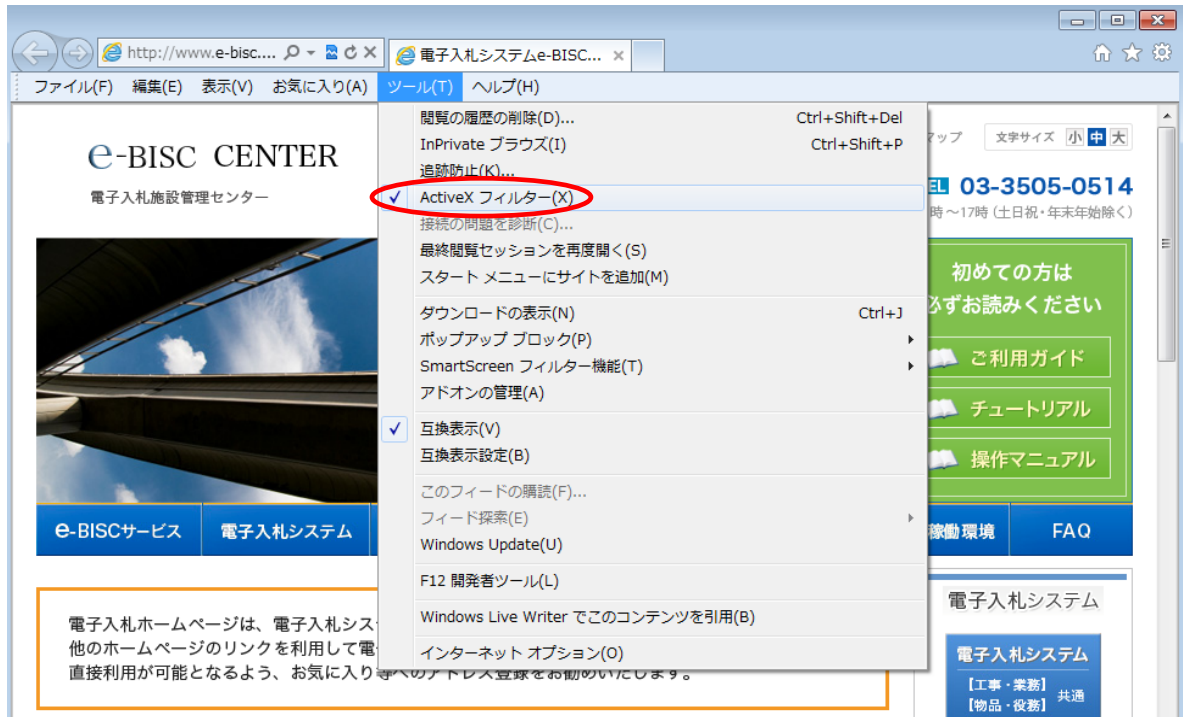 http://www.e-bisc....
電子入札システムe-BISC...
ファイル(F) 編集(E) 表示(V) お気に入り(A) ツール(T) ヘルプ(H)
閲覧の履歴の削除(D)... Ctrl+Shift+Del
InPrivate ブラウズ(I) Ctrl+Shift+P
追跡防止(K)...
ActiveX フィルター(X)
接続の問題を診断(C)...
最終閲覧セッションを再度開く(S)
スタート メニューにサイトを追加(M)
ダウンロードの表示(N) Ctrl+J
ポップアップ ブロック(P)
SmartScreen フィルター機能(T)
アドオンの管理(A)
互換表示(V)
互換表示設定(B)
このフィードの購読(F)...
フィード探索(E)
Windows Update(U)
F12 開発者ツール(L)
Windows Live Writer でこのコンテンツを引用(B)
インターネット オプション(O)
e-BISC CENTER
電子入札施設管理センター
マップ 文字サイズ 小 中 大
03-3505-0514
時～17時 (土日祝・年末年始除く)
初めての方は
必ずお読みください
ご利用ガイド
チュートリアル
操作マニュアル
e-BISCサービス 電子入札システム 稼働環境 FAQ
電子入札ホームページは、電子入札シス
他のホームページのリンクを利用して電
直接利用が可能となるよう、お気に入り等へのアドレス登録をお勧めいたします。
電子入札システム
電子入札システム
【工事・業務】
【物品・役務】 共通